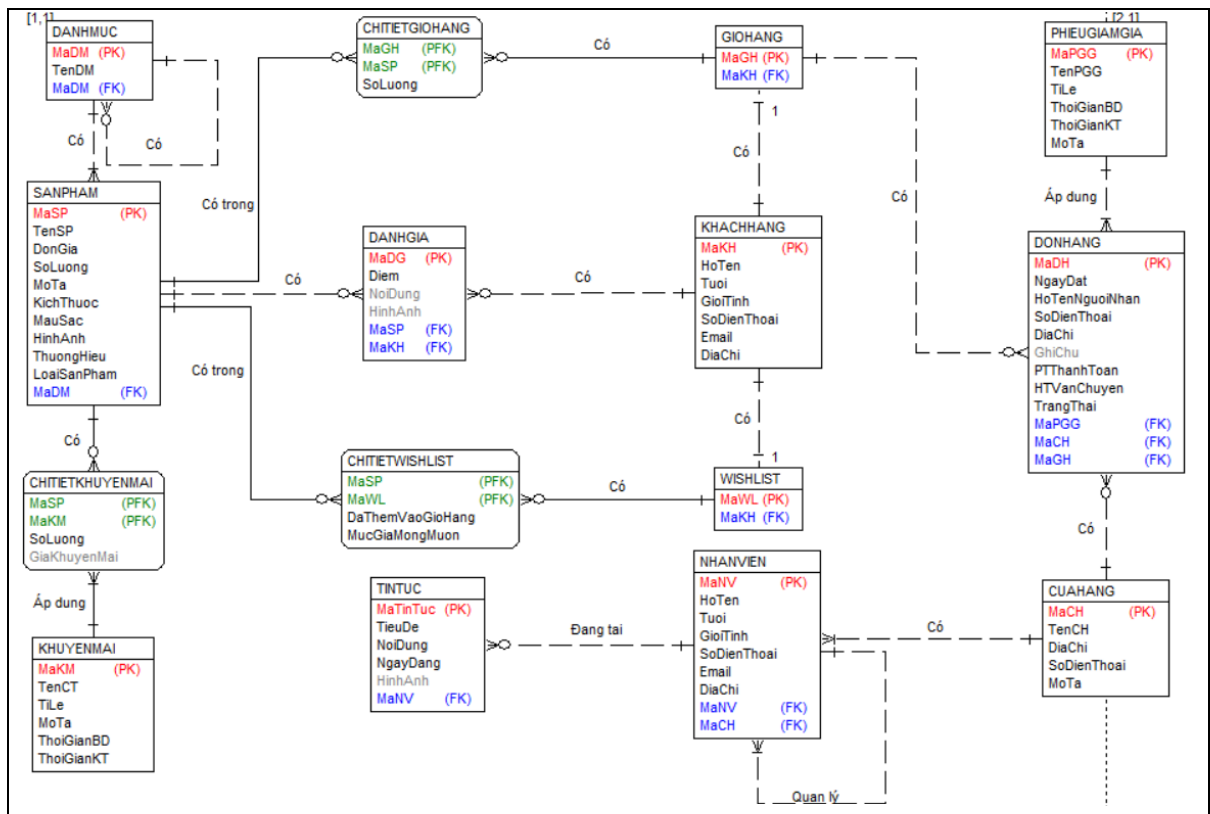 [1,1]
DANHMUC
MaDM (PK)
TenDM
MaDM (FK)
Có
Có
SANPHAM
MaSP (PK)
TenSP
DonGia
SoLuong
MoTa
KichThuoc
MauSac
HinhAnh
ThuongHieu
LoaiSanPham
MaDM (FK)
Có
CHITIETKHUYENMAI
MaSP (PFK)
MaKM (PFK)
SoLuong
GiaKhuyenMai
Áp dung
KHUYENMAI
MaKM (PK)
TenCT
TiLe
MoTa
ThoiGianBD
ThoiGianKT
CHITIETGIOHANG
MaGH (PFK)
MaSP (PFK)
SoLuong
Có
Có trong
DANHGIA
MaDG (PK)
Diem
NoiDung
HinhAnh
MaSP (FK)
MaKH (FK)
Có
Có
Có trong
CHITIETWISHLIST
MaSP (PFK)
MaWL (PFK)
DaThemVaoGioHang
MucGiaMongMuon
Có
TINTUC
MaTinTuc (PK)
TieuDe
NoiDung
NgayDang
HinhAnh
MaNV (FK)
Đang tai
GIOHANG
MaGH (PK)
MaKH (FK)
1
Có
KHACHHANG
MaKH (PK)
HoTen
Tuoi
GioiTinh
SoDienThoai
Email
DiaChi
Có
1
WISHLIST
MaWL (PK)
MaKH (FK)
NHANVIEN
MaNV (PK)
HoTen
Tuoi
GioiTinh
SoDienThoai
Email
DiaChi
MaNV (FK)
MaCH (FK)
Quan lý
Có
Có
[2,1]
PHIEUGIAMGIA
MaPGG (PK)
TenPGG
TiLe
ThoiGianBD
ThoiGianKT
MoTa
Áp dung
DONHANG
MaDH (PK)
NgayDat
HoTenNguoiNhan
SoDienThoai
DiaChi
GhiChu
PTThanhToan
HTVanChuyen
TrangThai
MaPGG (FK)
MaCH (FK)
MaGH (FK)
Có
CUAHANG
MaCH (PK)
TenCH
DiaChi
SoDienThoai
MoTa